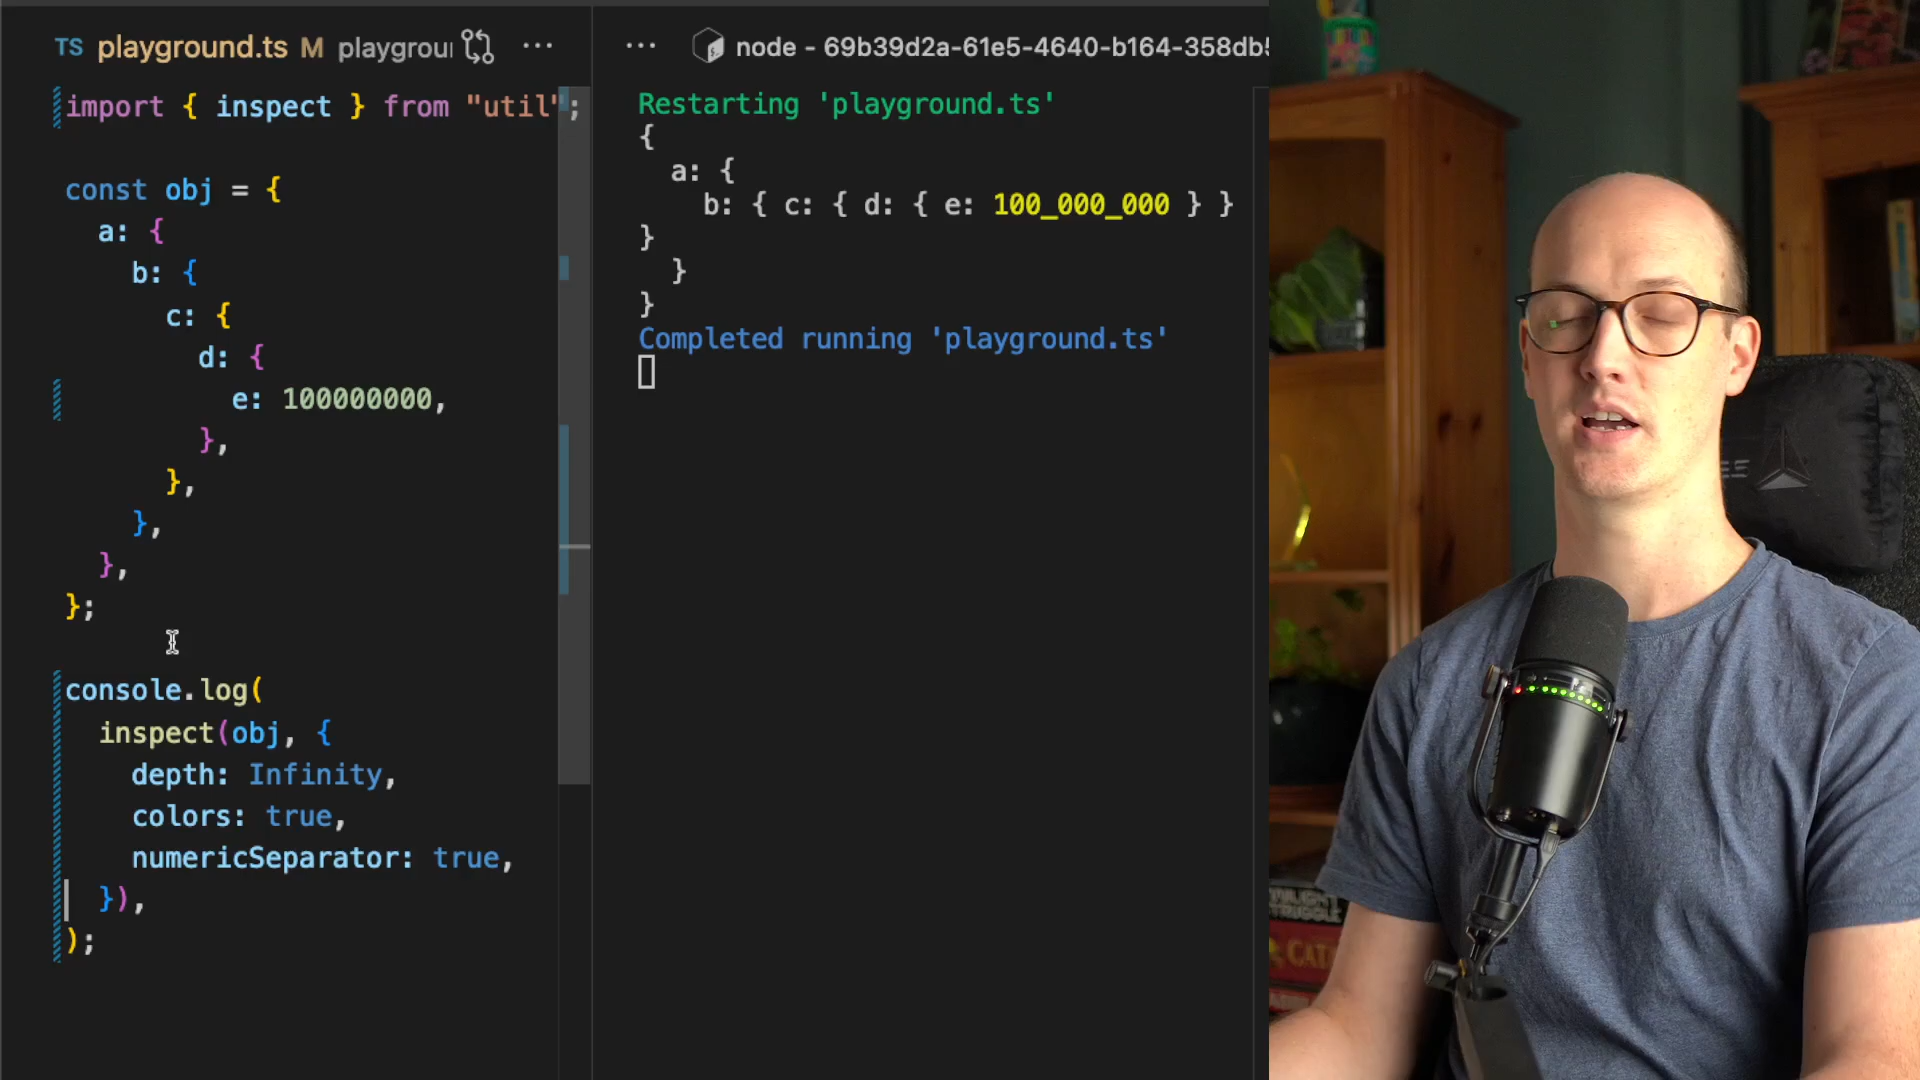 TS playground.ts M playgrou
node - 69b39d2a-61e5-4640-b164-358db5
import { inspect } from "util";
const obj = {
  a: {
    b: {
      c: {
        d: {
          e: 100000000,
        },
      },
    },
  },
};
console.log(
  inspect(obj, {
    depth: Infinity,
    colors: true,
    numericSeparator: true,
  }),
);
Restarting 'playground.ts'
{
  a: {
    b: { c: { d: { e: 100_000_000 } }
}
  }
}
Completed running 'playground.ts'